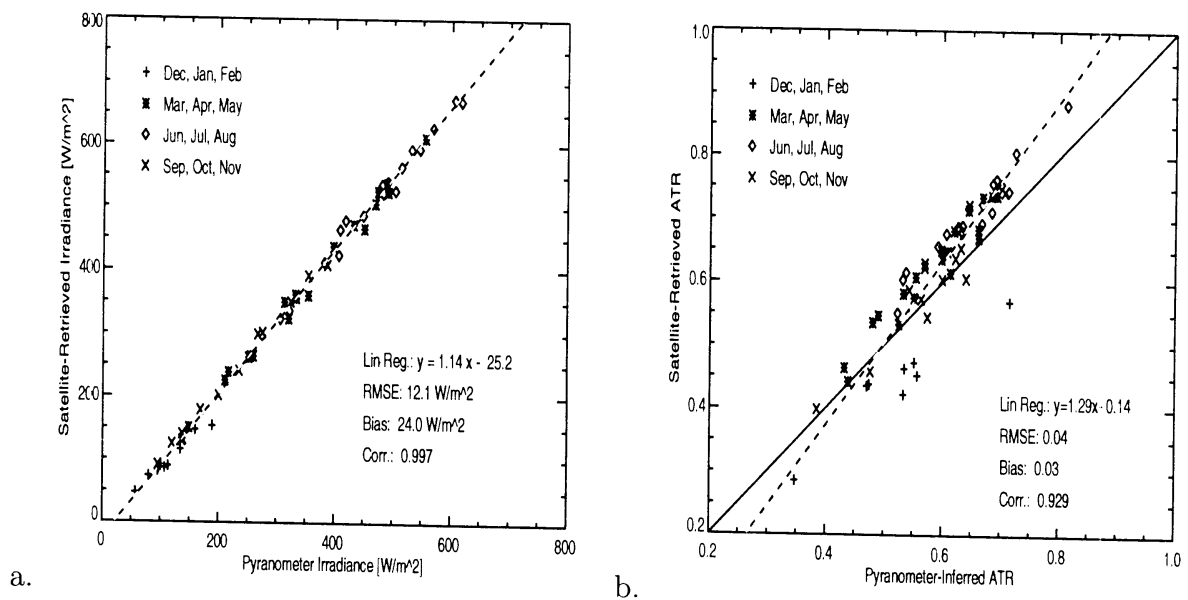 800
600
400
200
0
0
200
400
600
800
Satellite-Retrieved Irradiance [W/m^2]
Pyranometer Irradiance [W/m^2]
Dec, Jan, Feb
Mar, Apr, May
Jun, Jul, Aug
Sep, Oct, Nov
Lin Reg.: y = 1.14 x - 25.2
RMSE: 12.1 W/m^2
Bias: 24.0 W/m^2
Corr.: 0.997
a.
1.0
0.8
0.6
0.4
0.2
0.2
0.4
0.6
0.8
1.0
Satellite-Retrieved ATR
Pyranometer-Inferred ATR
Dec, Jan, Feb
Mar, Apr, May
Jun, Jul, Aug
Sep, Oct, Nov
Lin Reg.: y=1.29x-0.14
RMSE: 0.04
Bias: 0.03
Corr.: 0.929
b.